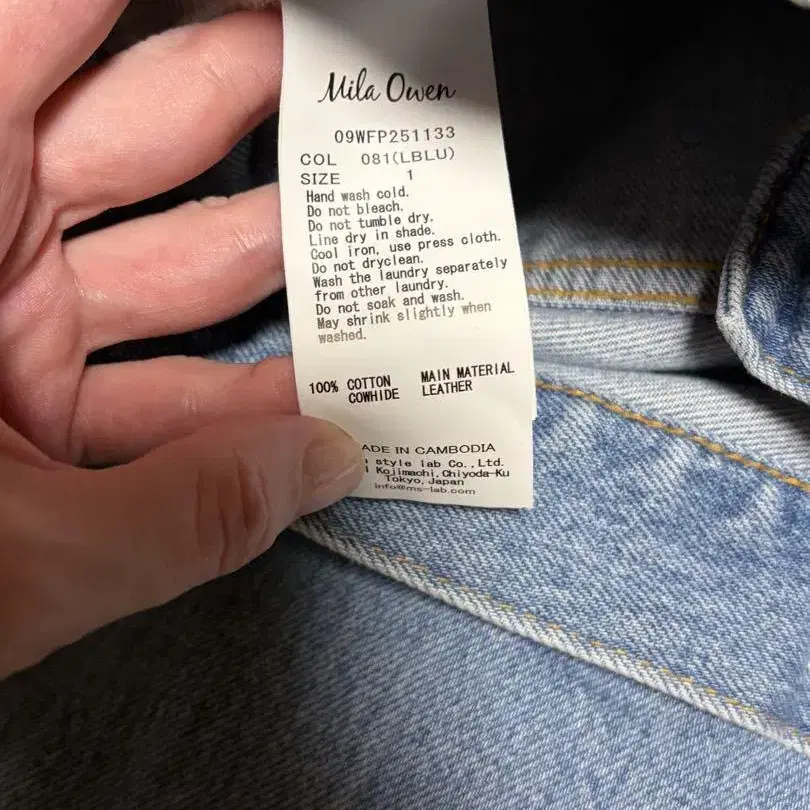 Mila Owen
09WFP251133
COL 081(LBLU)
SIZE 1
Hand wash cold.
Do not bleach.
Do not tumble dry.
Line dry in shade.
Cool iron, use press cloth.
Do not dryclean.
Wash the laundry separately
from other laundry.
Do not soak and wash.
May shrink slightly when
washed.
100% COTTON MAIN MATERIAL
COWHIDE LEATHER
IN CAMBODIA
style lab Co., Ltd.
Kojimachi, Chiyoda-Ku
Tokyo, Japan
info@ms-lab.com